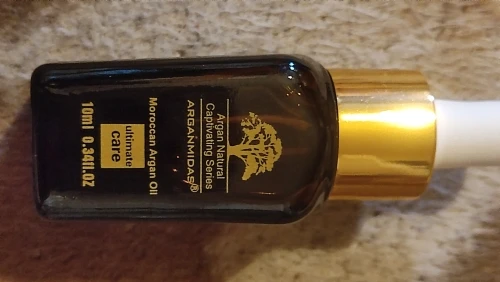 Argan Natural
Captivating Series
ARGANMIDAS®
Moroccan Argan Oil
ultimate
care
10ml 0.34fl.OZ